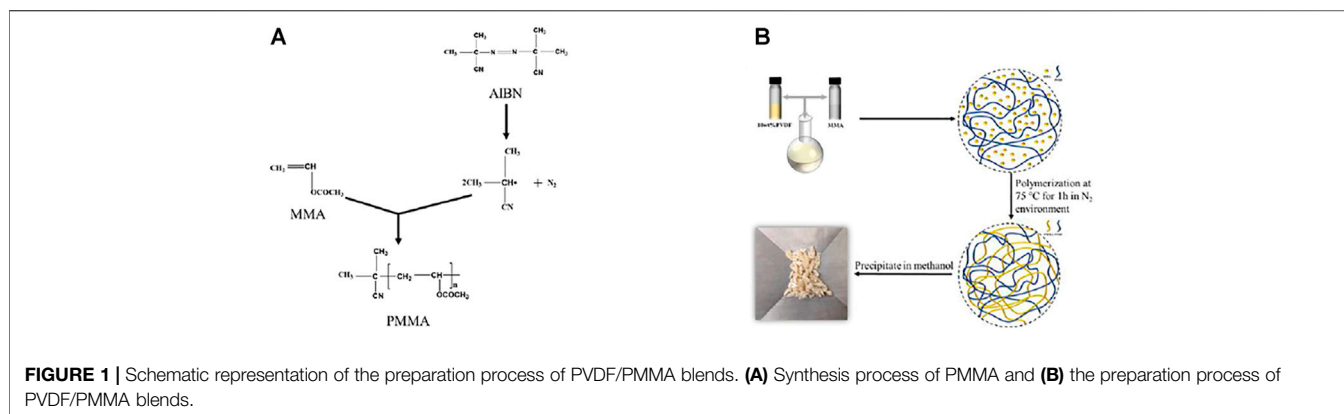 A
CH₃
CH₃
CH₃—C—N=N—C—CH₃
CN
CN
AIBN
CH₃
2CH₃—CH• + N₂
CN
CH₂=CH
OCOCH₃
MMA
CH₃
CH₃—C—[CH₂—CH]n
CN
OCOCH₂
PMMA
B
10wt%PVDF
MMA
Polymerization at
75 °C for 1h in N₂
environment
Precipitate in methanol
FIGURE 1 | Schematic representation of the preparation process of PVDF/PMMA blends. (A) Synthesis process of PMMA and (B) the preparation process of
PVDF/PMMA blends.